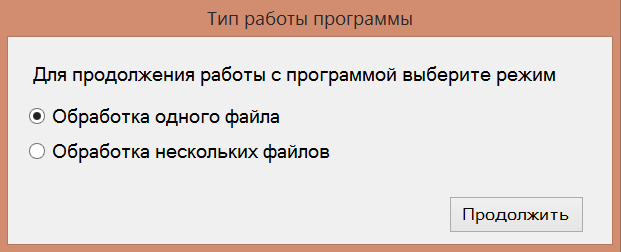 Тип работы программы
Для продолжения работы с программой выберите режим
Обработка одного файла
Обработка нескольких файлов
Продолжить